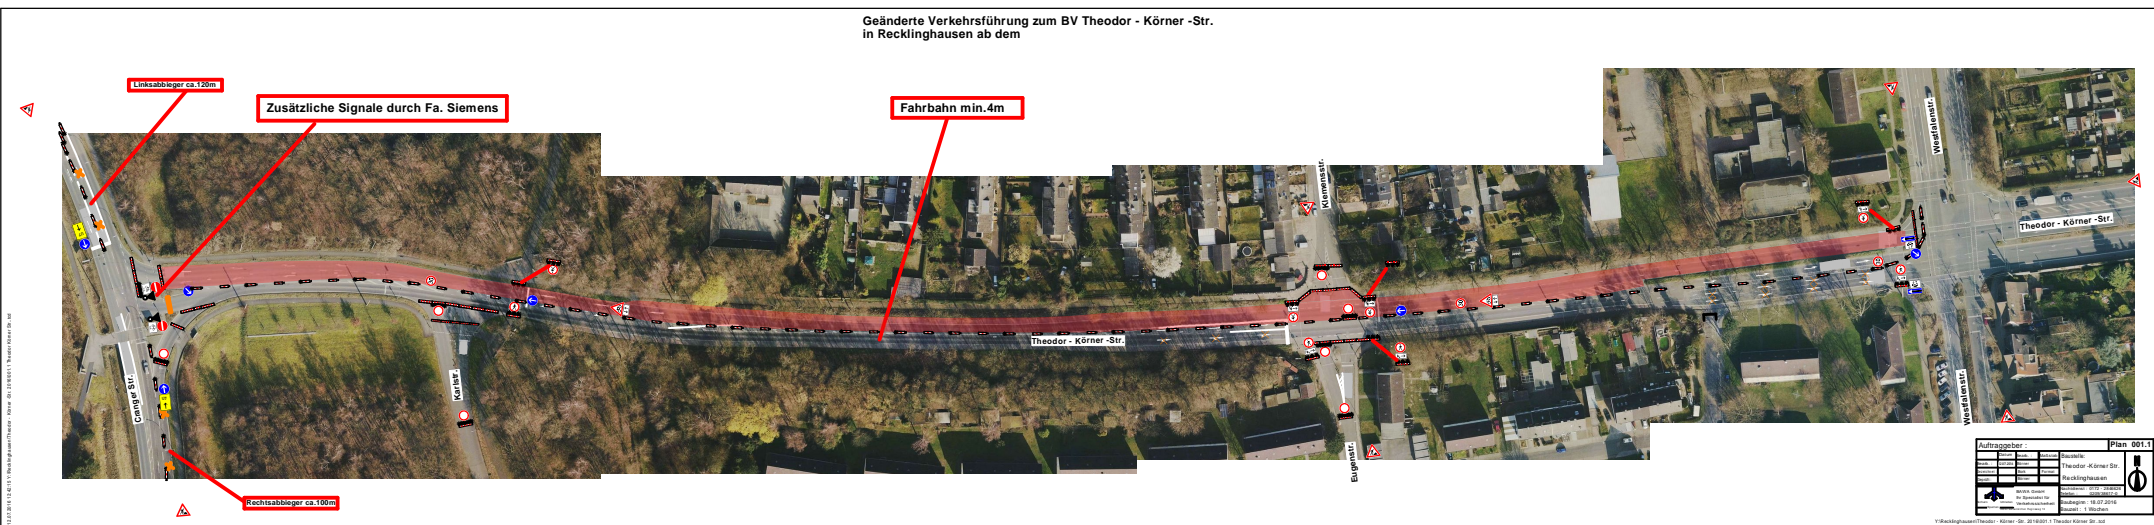 Geänderte Verkehrsführung zum BV Theodor - Körner -Str.
in Recklinghausen ab dem
Linksabbieger ca.120m
Zusätzliche Signale durch Fa. Siemens
Fahrbahn min.4m
Klemensstr.
Westfalenstr.
Theodor - Körner -Str.
Theodor - Körner -Str.
Cranger Str.
Karlstr.
Eugenstr.
Westfalenstr.
Rechtsabbieger ca.100m
Auftraggeber :
Plan 001.1
Baustelle:
Theodor -Körner Str.
Recklinghausen
Baubeginn : 18.07.2016
Bauzeit : 1 Wochen